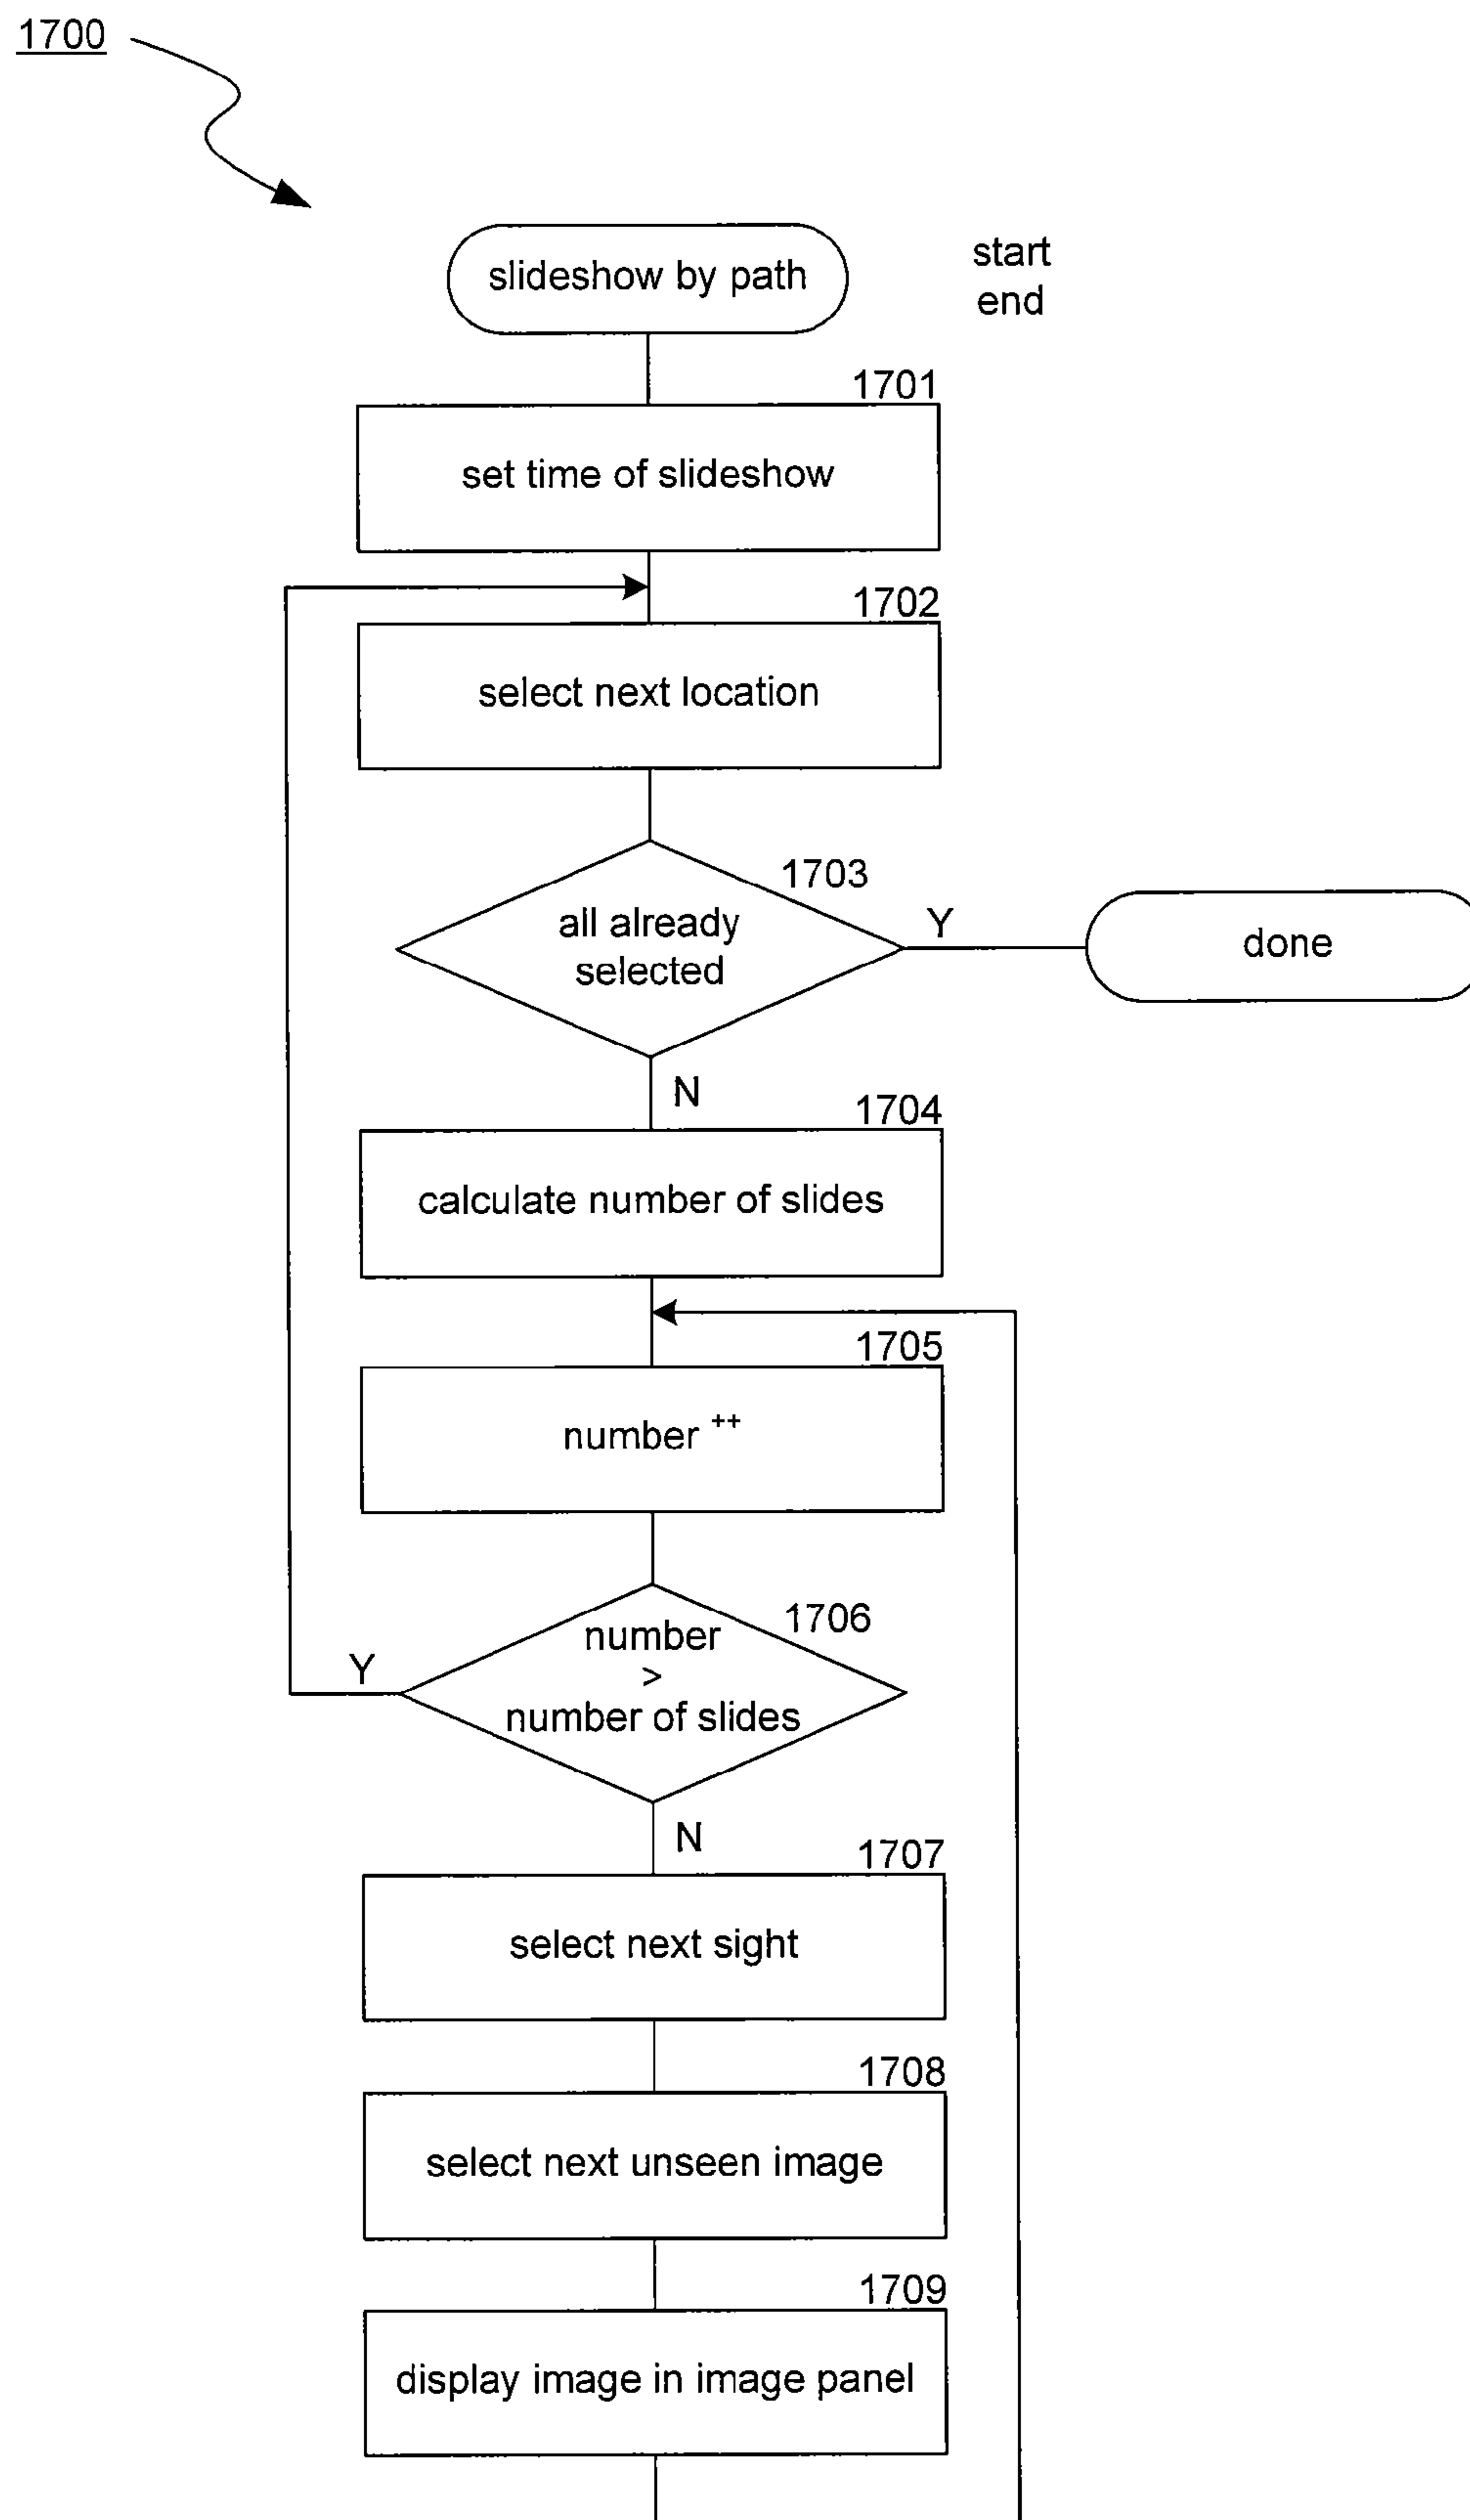 1700
slideshow by path
start
end
1701
set time of slideshow
1702
select next location
1703
all already
selected
Y
done
N
1704
calculate number of slides
1705
number ++
1706
number
>
number of slides
Y
N
1707
select next sight
1708
select next unseen image
1709
display image in image panel